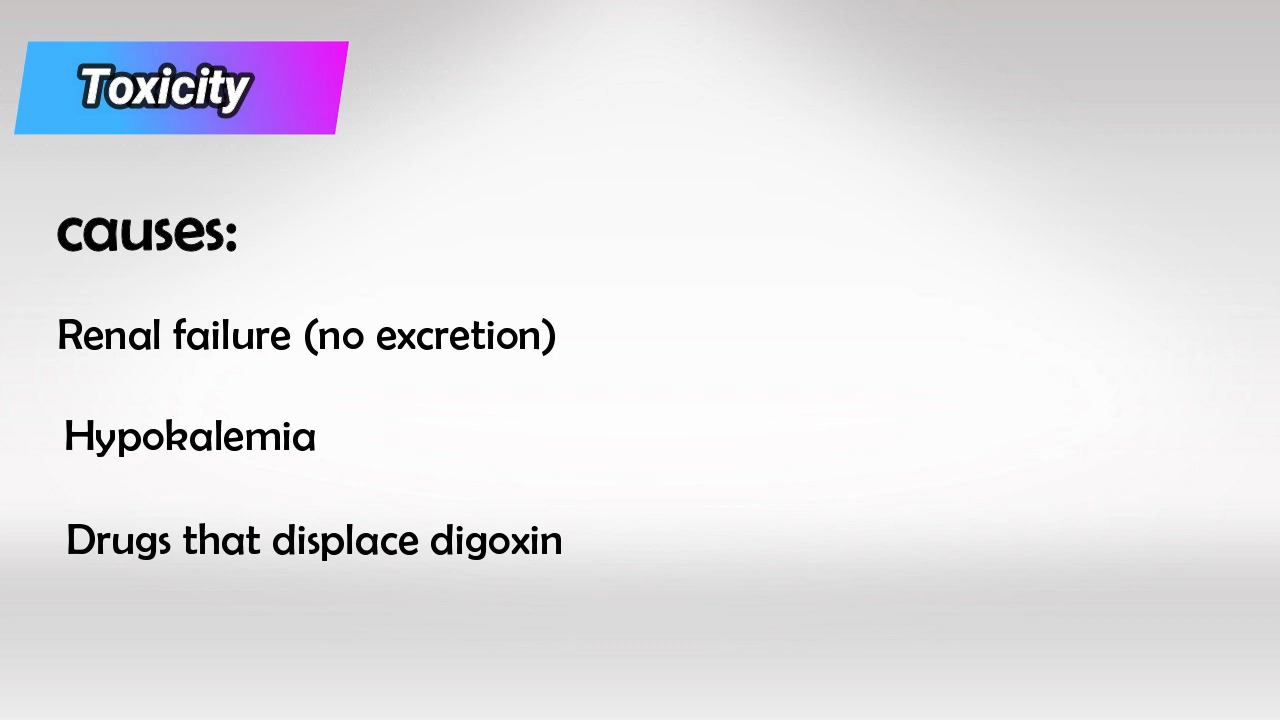 Toxicity
causes:
Renal failure (no excretion)
Hypokalemia
Drugs that displace digoxin